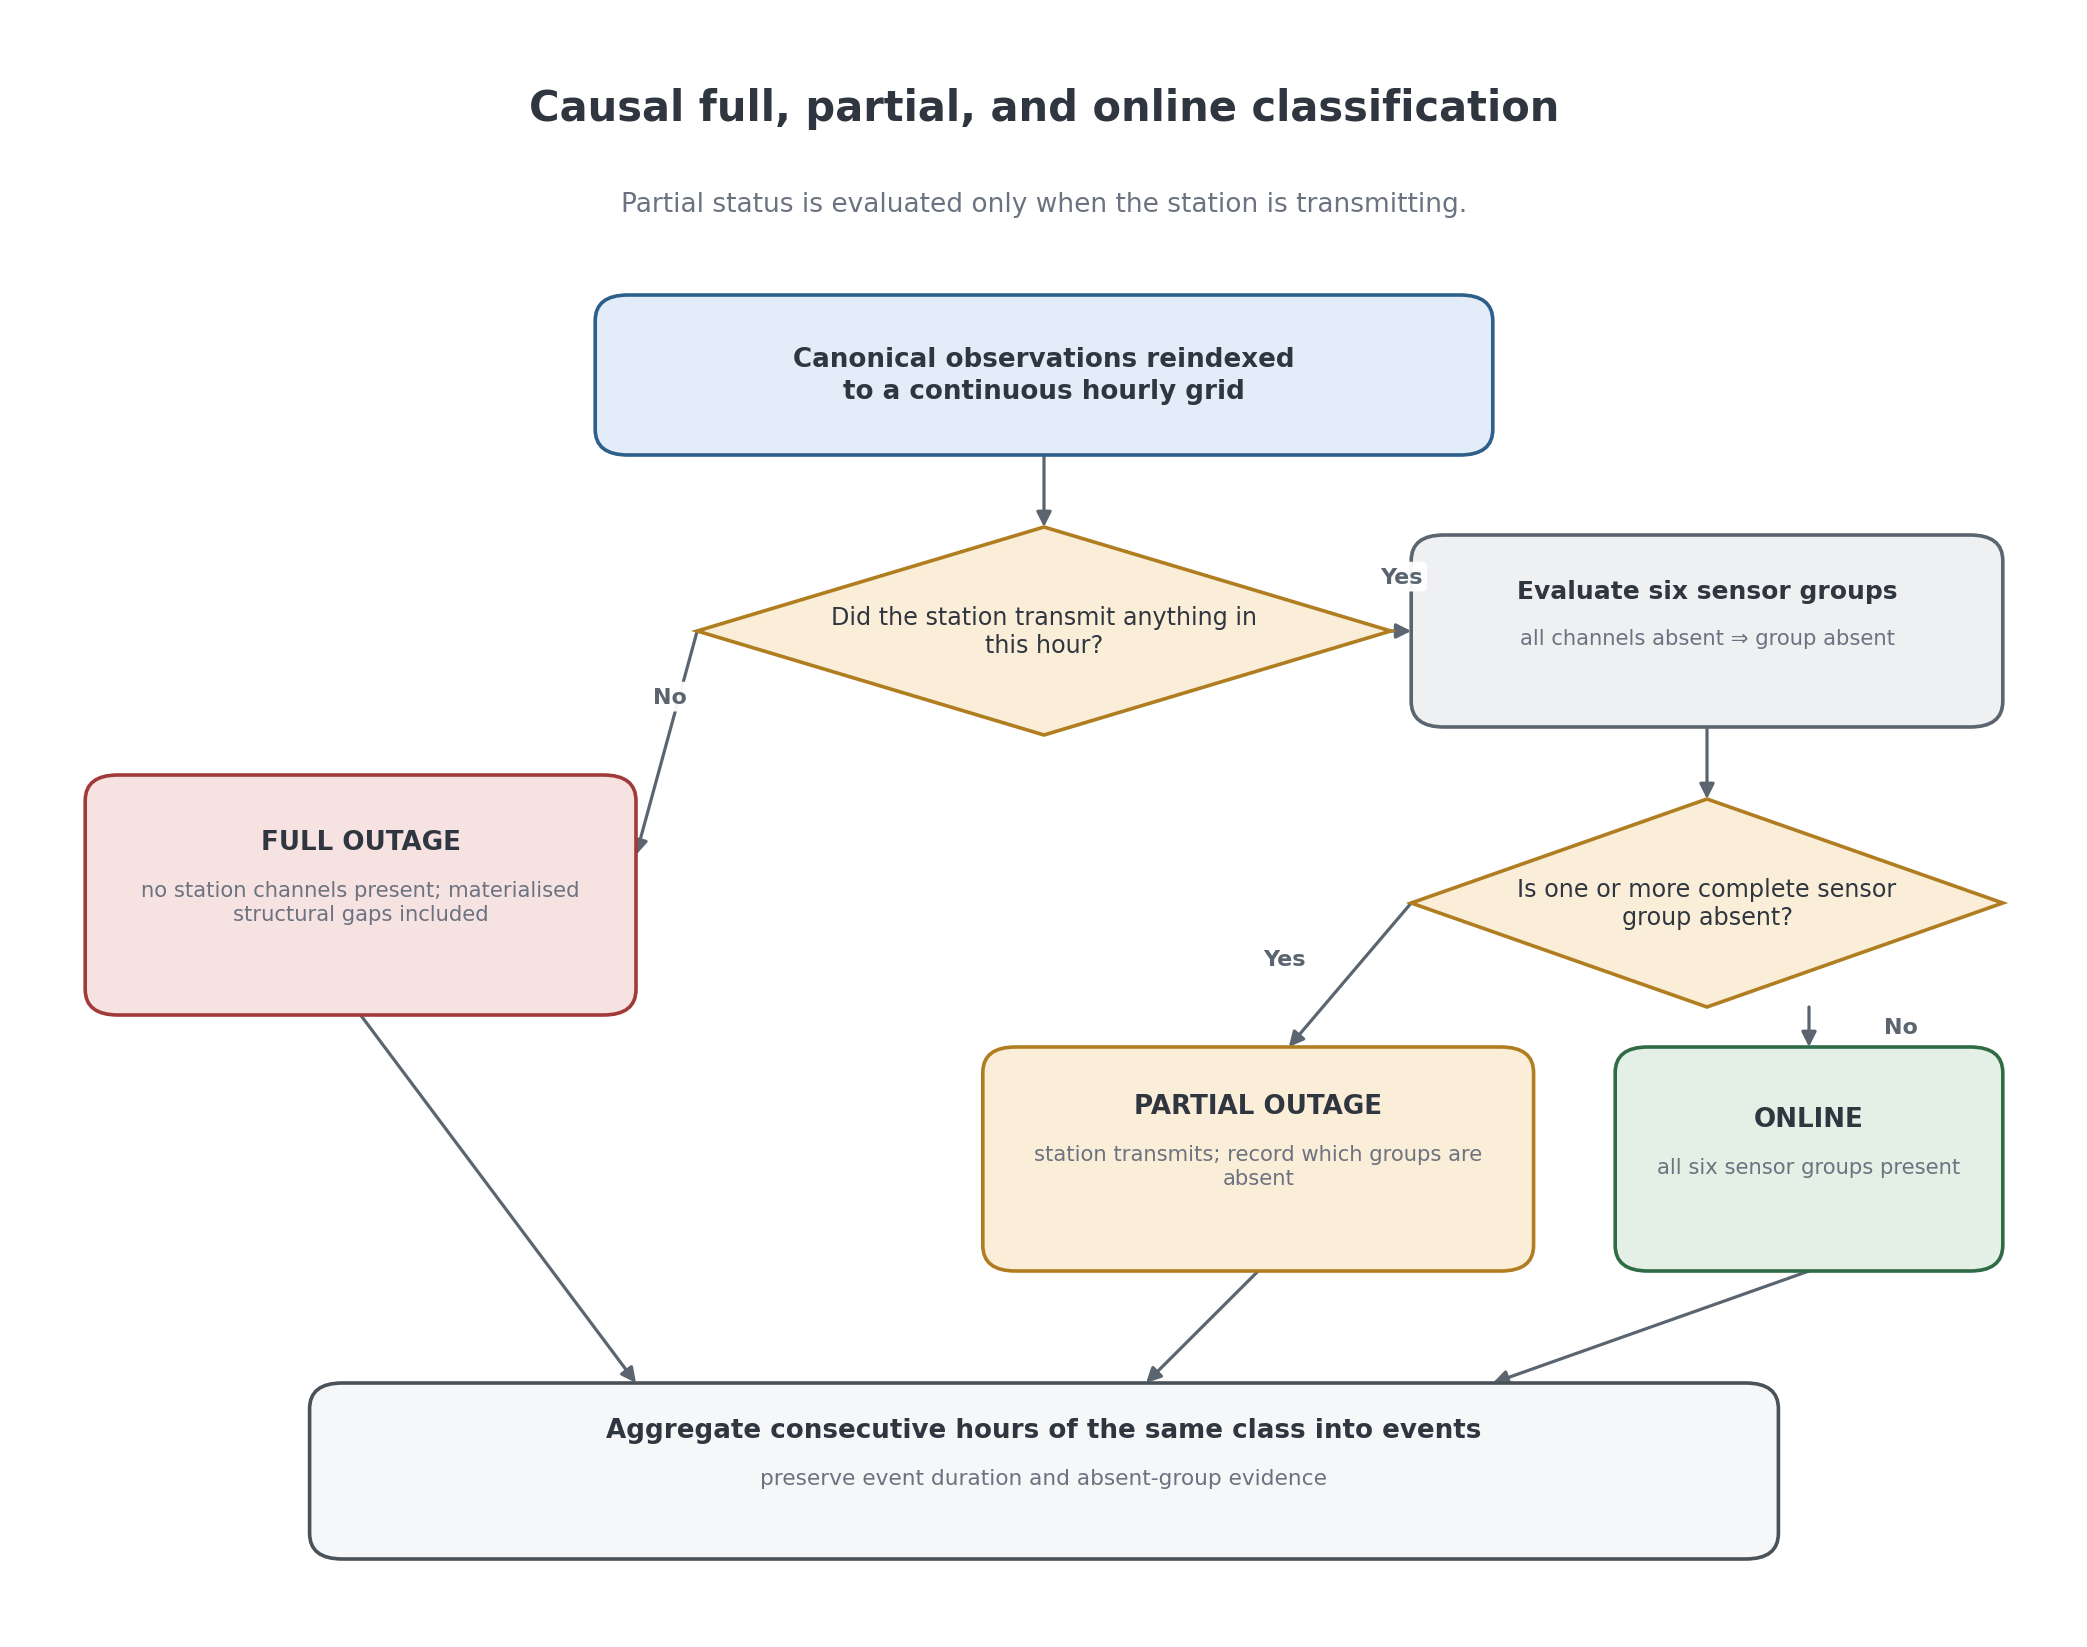 Causal full, partial, and online classification
Partial status is evaluated only when the station is transmitting.
Canonical observations reindexed
to a continuous hourly grid
Did the station transmit anything in
this hour?
Yes
Evaluate six sensor groups
all channels absent ⇒ group absent
No
FULL OUTAGE
no station channels present; materialised
structural gaps included
Is one or more complete sensor
group absent?
Yes
No
PARTIAL OUTAGE
station transmits; record which groups are
absent
ONLINE
all six sensor groups present
Aggregate consecutive hours of the same class into events
preserve event duration and absent-group evidence